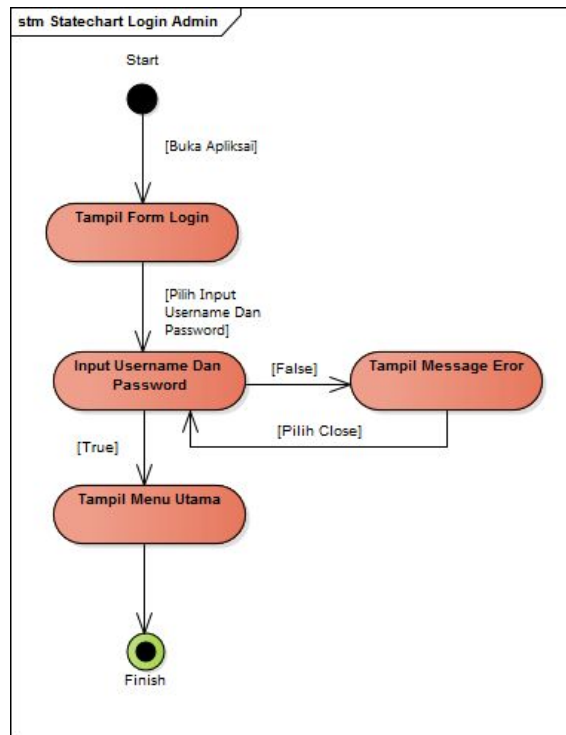 stm Statechart Login Admin
Start
[Buka Apliksai]
Tampil Form Login
[Pilih Input
Username Dan
Password]
Input Username Dan
Password
[False]
Tampil Message Eror
[Pilih Close]
[True]
Tampil Menu Utama
Finish